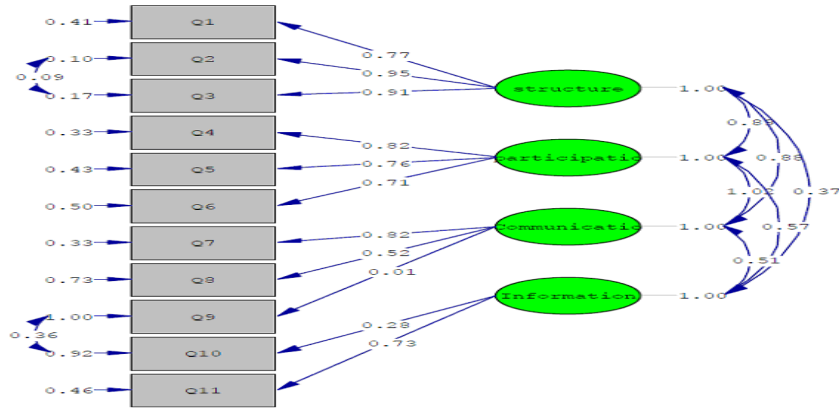 0.41 Q1
0.10 Q2
0.09
0.17 Q3
0.33 Q4
0.43 Q5
0.50 Q6
0.33 Q7
0.73 Q8
1.00 Q9
0.36
0.92 Q10
0.46 Q11
0.77
0.95
0.91
0.82
0.76
0.71
0.82
0.52
0.01
0.28
0.73
structure 1.00
participatio 1.00
Communicatio 1.00
Information 1.00
0.88
1.02
0.37
0.57
0.51